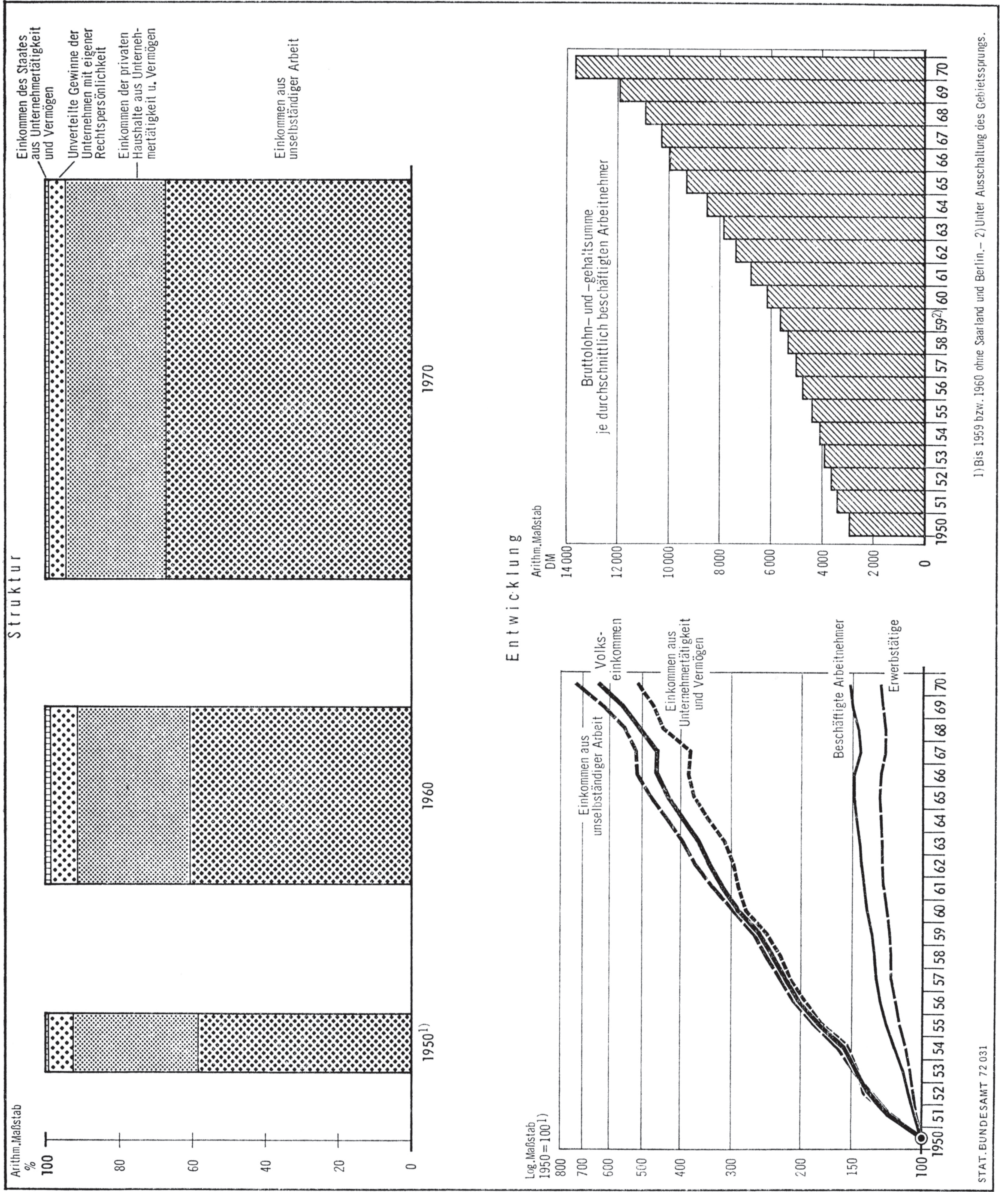 Struktur
Arithm.Maßstab
%
100
80
60
40
20
0
1950¹⁾
1960
1970
Einkommen des Staates
aus Unternehmertätigkeit
und Vermögen
Unverteilte Gewinne der
Unternehmen mit eigener
Rechtspersönlichkeit
Einkommen der privaten
Haushalte aus Unterneh-
mertätigkeit u. Vermögen
Einkommen aus
unselbständiger Arbeit
Entwicklung
Log.Maßstab
1950 = 100¹⁾
800
700
600
500
400
300
200
150
100
Einkommen aus
unselbständiger Arbeit
Volks-
einkommen
Einkommen aus
Unternehmertätigkeit
und Vermögen
Beschäftigte Arbeitnehmer
Erwerbstätige
1950 51 52 53 54 55 56 57 58 59 60 61 62 63 64 65 66 67 68 69 70
Arithm.Maßstab
DM
14 000
12 000
10 000
8 000
6 000
4 000
2 000
0
Bruttolohn- und -gehaltsumme
je durchschnittlich beschäftigten Arbeitnehmer
1950 51 52 53 54 55 56 57 58 59²⁾ 60 61 62 63 64 65 66 67 68 69 70
STAT. BUNDESAMT 72 031
1) Bis 1959 bzw. 1960 ohne Saarland und Berlin.– 2) Unter Ausschaltung des Gebietssprungs.